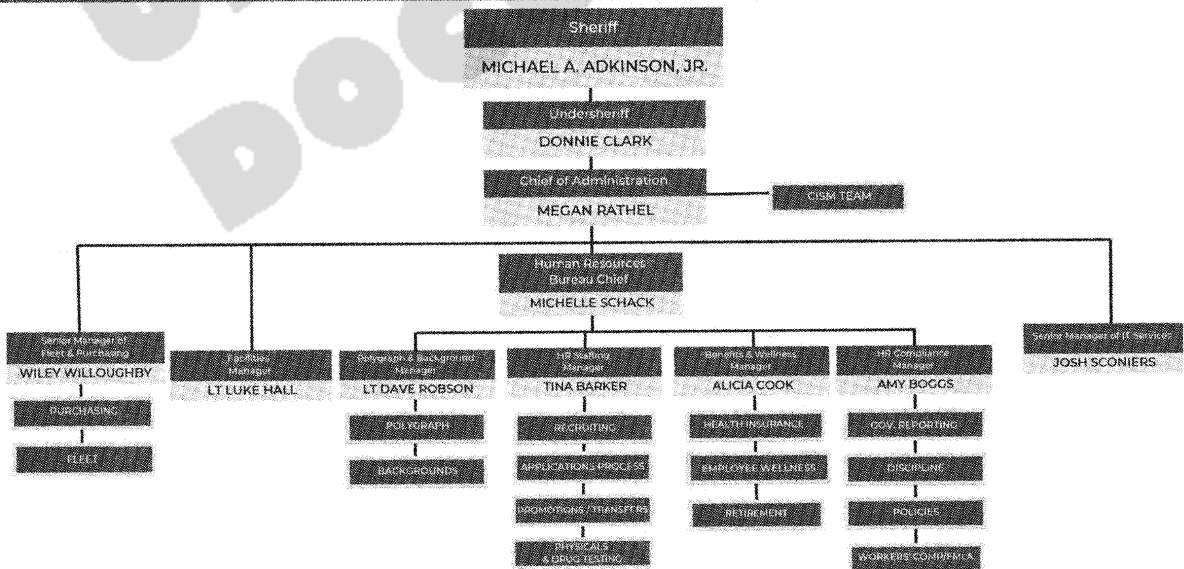 Sheriff
MICHAEL A. ADKINSON, JR.
Undersheriff
DONNIE CLARK
Chief of Administration
MEGAN RATHEL
CISM TEAM
Human Resources
Bureau Chief
MICHELLE SCHACK
Senior Manager of
Fleet & Purchasing
WILEY WILLOUGHBY
PURCHASING
FLEET
Facilities
Manager
LT LUKE HALL
Polygraph & Background
Manager
LT DAVE ROBSON
POLYGRAPH
BACKGROUNDS
HR Staffing
Manager
TINA BARKER
RECRUITING
APPLICATIONS PROCESS
PROMOTIONS / TRANSFERS
PHYSICALS
& DRUG TESTING
Benefits & Wellness
Manager
ALICIA COOK
HEALTH INSURANCE
EMPLOYEE WELLNESS
RETIREMENT
HR Compliance
Manager
AMY BOGGS
GOV. REPORTING
DISCIPLINE
POLICIES
WORKERS' COMP/FMLA
Senior Manager of IT Services
JOSH SCONIERS